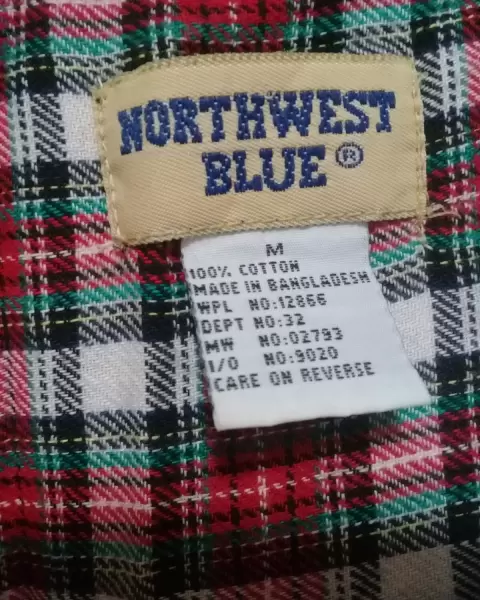 NORTHWEST
BLUE ®
M
100% COTTON
MADE IN BANGLADESH
WPL NO:12866
DEPT NO:32
MW NO:02793
I/O NO:9020
CARE ON REVERSE